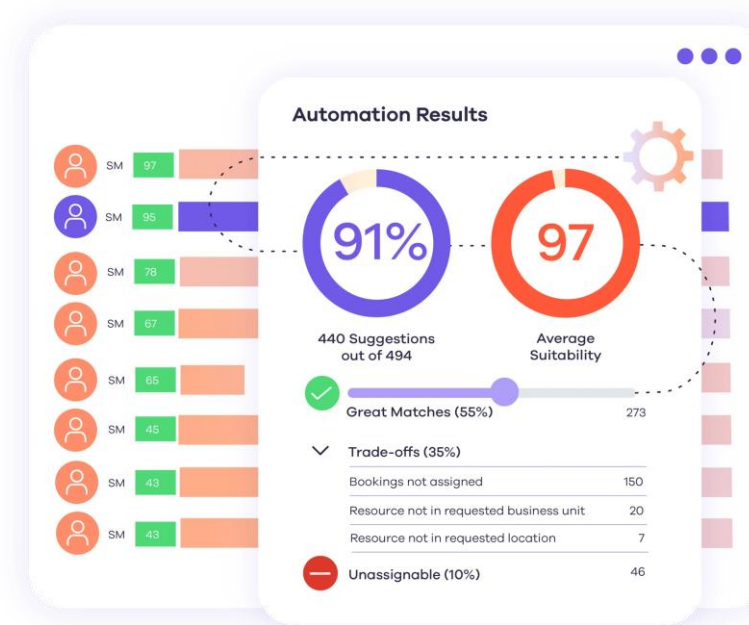 Automation Results
SM 97
SM 95
SM 78
SM 67
SM 65
SM 45
SM 43
SM 43
91%
440 Suggestions
out of 494
97
Average
Suitability
Great Matches (55%) 273
Trade-offs (35%)
Bookings not assigned 150
Resource not in requested business unit 20
Resource not in requested location 7
Unassignable (10%) 46